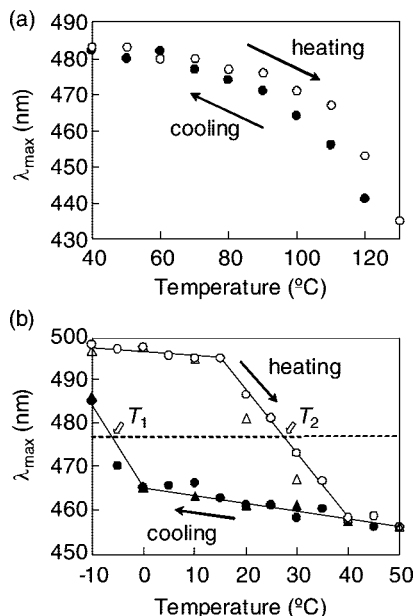 (a)
490
480
470
460
450
440
430
λmax (nm)
heating
cooling
40 60 80 100 120
Temperature (ºC)
(b)
500
490
480
470
460
450
λmax (nm)
heating
T1
T2
cooling
-10 0 10 20 30 40 50
Temperature (ºC)